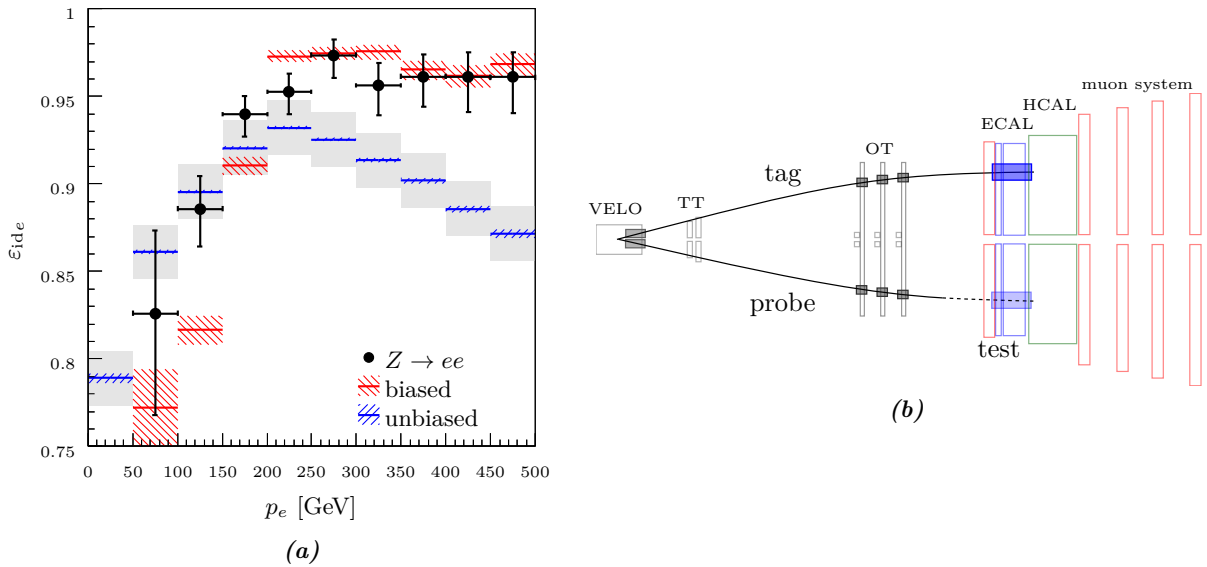 1
0.95
0.9
0.85
0.8
0.75
ε_ide
Z → ee
biased
unbiased
0 50 100 150 200 250 300 350 400 450 500
p_e [GeV]
(a)
muon system
HCAL
ECAL
OT
tag
TT
VELO
probe
test
(b)